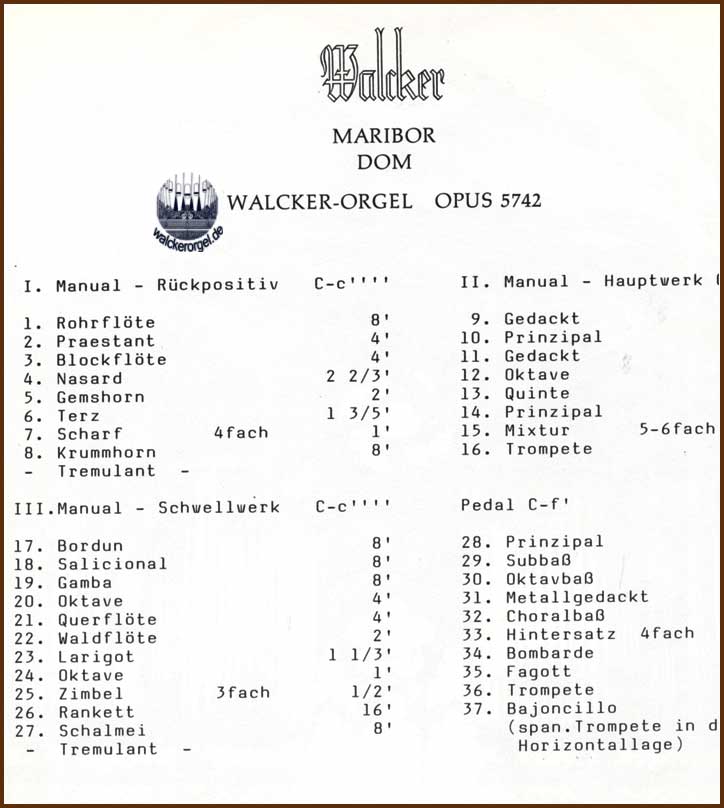 Walcker
MARIBOR
DOM
walckerorgel.de
WALCKER-ORGEL OPUS 5742
I. Manual - Rückpositiv C-c''''
1. Rohrflöte 8'
2. Praestant 4'
3. Blockflöte 4'
4. Nasard 2 2/3'
5. Gemshorn 2'
6. Terz 1 3/5'
7. Scharf 4fach 1'
8. Krummhorn 8'
- Tremulant -
II. Manual - Hauptwerk (
9. Gedackt
10. Prinzipal
11. Gedackt
12. Oktave
13. Quinte
14. Prinzipal
15. Mixtur 5-6fach
16. Trompete
III.Manual - Schwellwerk C-c''''
17. Bordun 8'
18. Salicional 8'
19. Gamba 8'
20. Oktave 4'
21. Querflöte 4'
22. Waldflöte 2'
23. Larigot 1 1/3'
24. Oktave 1'
25. Zimbel 3fach 1/2'
26. Rankett 16'
27. Schalmei 8'
- Tremulant -
Pedal C-f'
28. Prinzipal
29. Subbaß
30. Oktavbaß
31. Metallgedackt
32. Choralbaß
33. Hintersatz 4fach
34. Bombarde
35. Fagott
36. Trompete
37. Bajoncillo
(span.Trompete in d
Horizontallage)